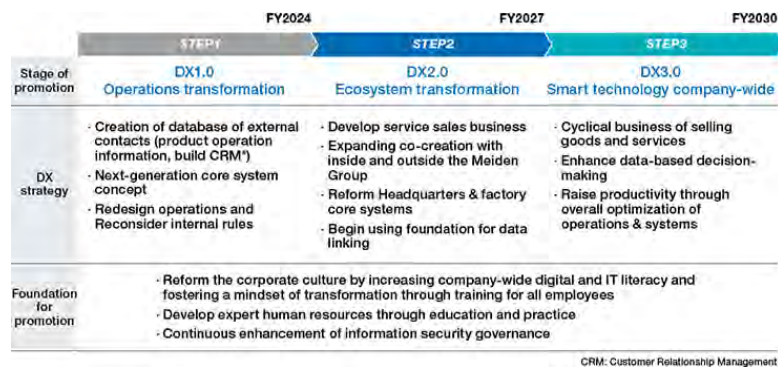 FY2024 FY2027 FY2030
STEP1 STEP2 STEP3
Stage of promotion
DX1.0
Operations transformation
DX2.0
Ecosystem transformation
DX3.0
Smart technology company-wide
DX strategy
· Creation of database of external
contacts (product operation
information, build CRM*)
· Next-generation core system
concept
· Redesign operations and
Reconsider internal rules
· Develop service sales business
· Expanding co-creation with
inside and outside the Meiden
Group
· Reform Headquarters & factory
core systems
· Begin using foundation for data
linking
· Cyclical business of selling
goods and services
· Enhance data-based decision-
making
· Raise productivity through
overall optimization of
operations & systems
Foundation
for
promotion
· Reform the corporate culture by increasing company-wide digital and IT literacy and
fostering a mindset of transformation through training for all employees
· Develop expert human resources through education and practice
· Continuous enhancement of information security governance
CRM: Customer Relationship Management